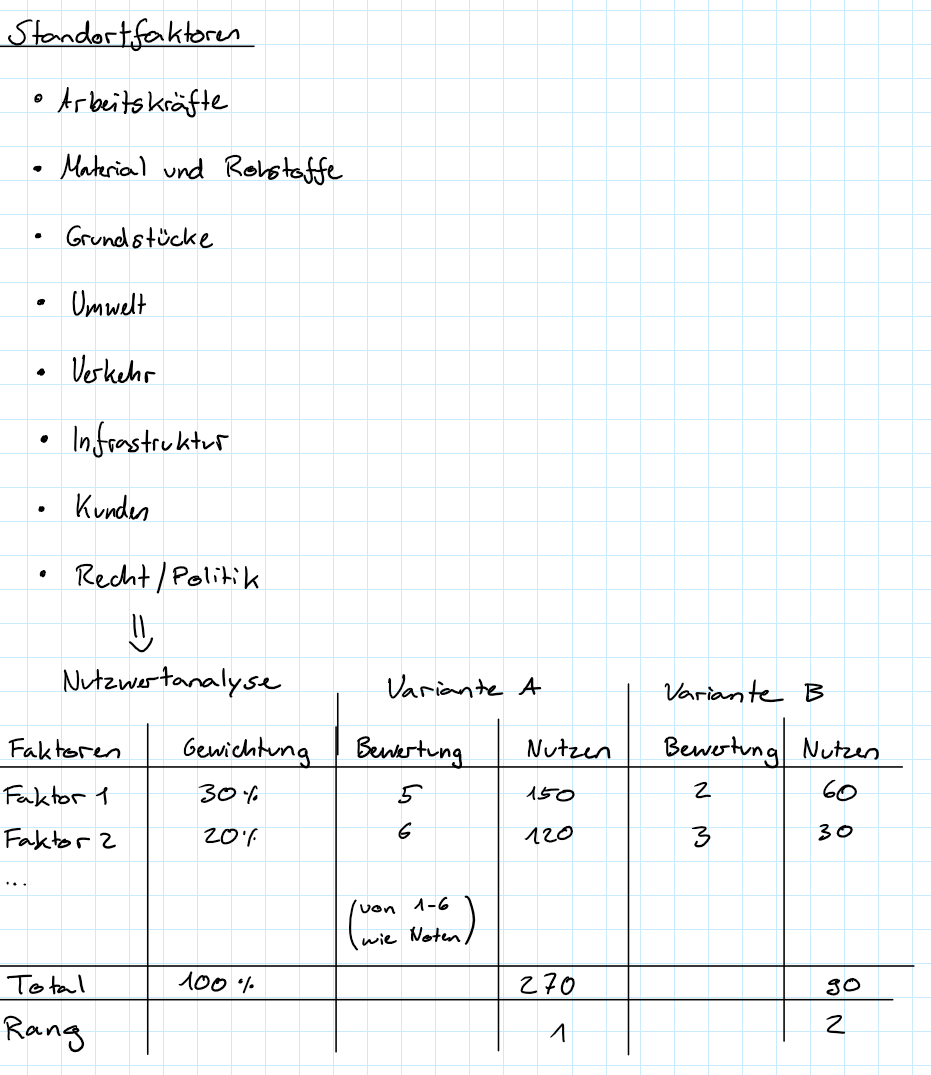 Standortfaktoren
• Arbeitskräfte
• Material und Rohstoffe
• Grundstücke
• Umwelt
• Verkehr
• Infrastruktur
• Kunden
• Recht/Politik
⇓
Nutzwertanalyse Variante A Variante B
Faktoren Gewichtung Bewertung Nutzen Bewertung Nutzen
Faktor 1 30% 5 150 2 60
Faktor 2 20% 6 120 3 30
...
(von 1-6
wie Noten)
Total 100% 270 90
Rang 1 2